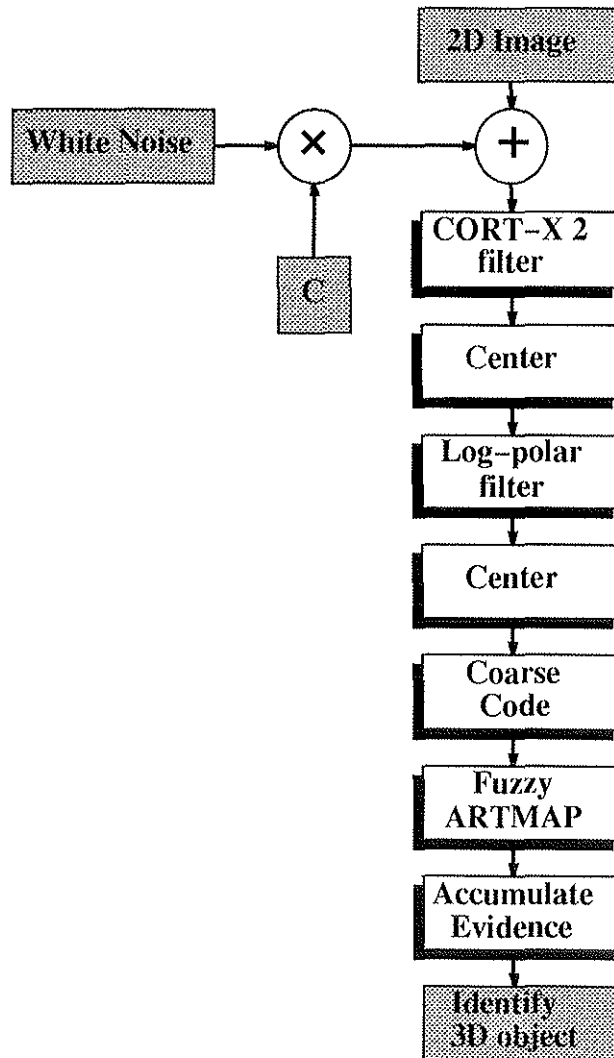 2D Image
White Noise
×
+
C
CORT-X 2
filter
Center
Log-polar
filter
Center
Coarse
Code
Fuzzy
ARTMAP
Accumulate
Evidence
Identify
3D object